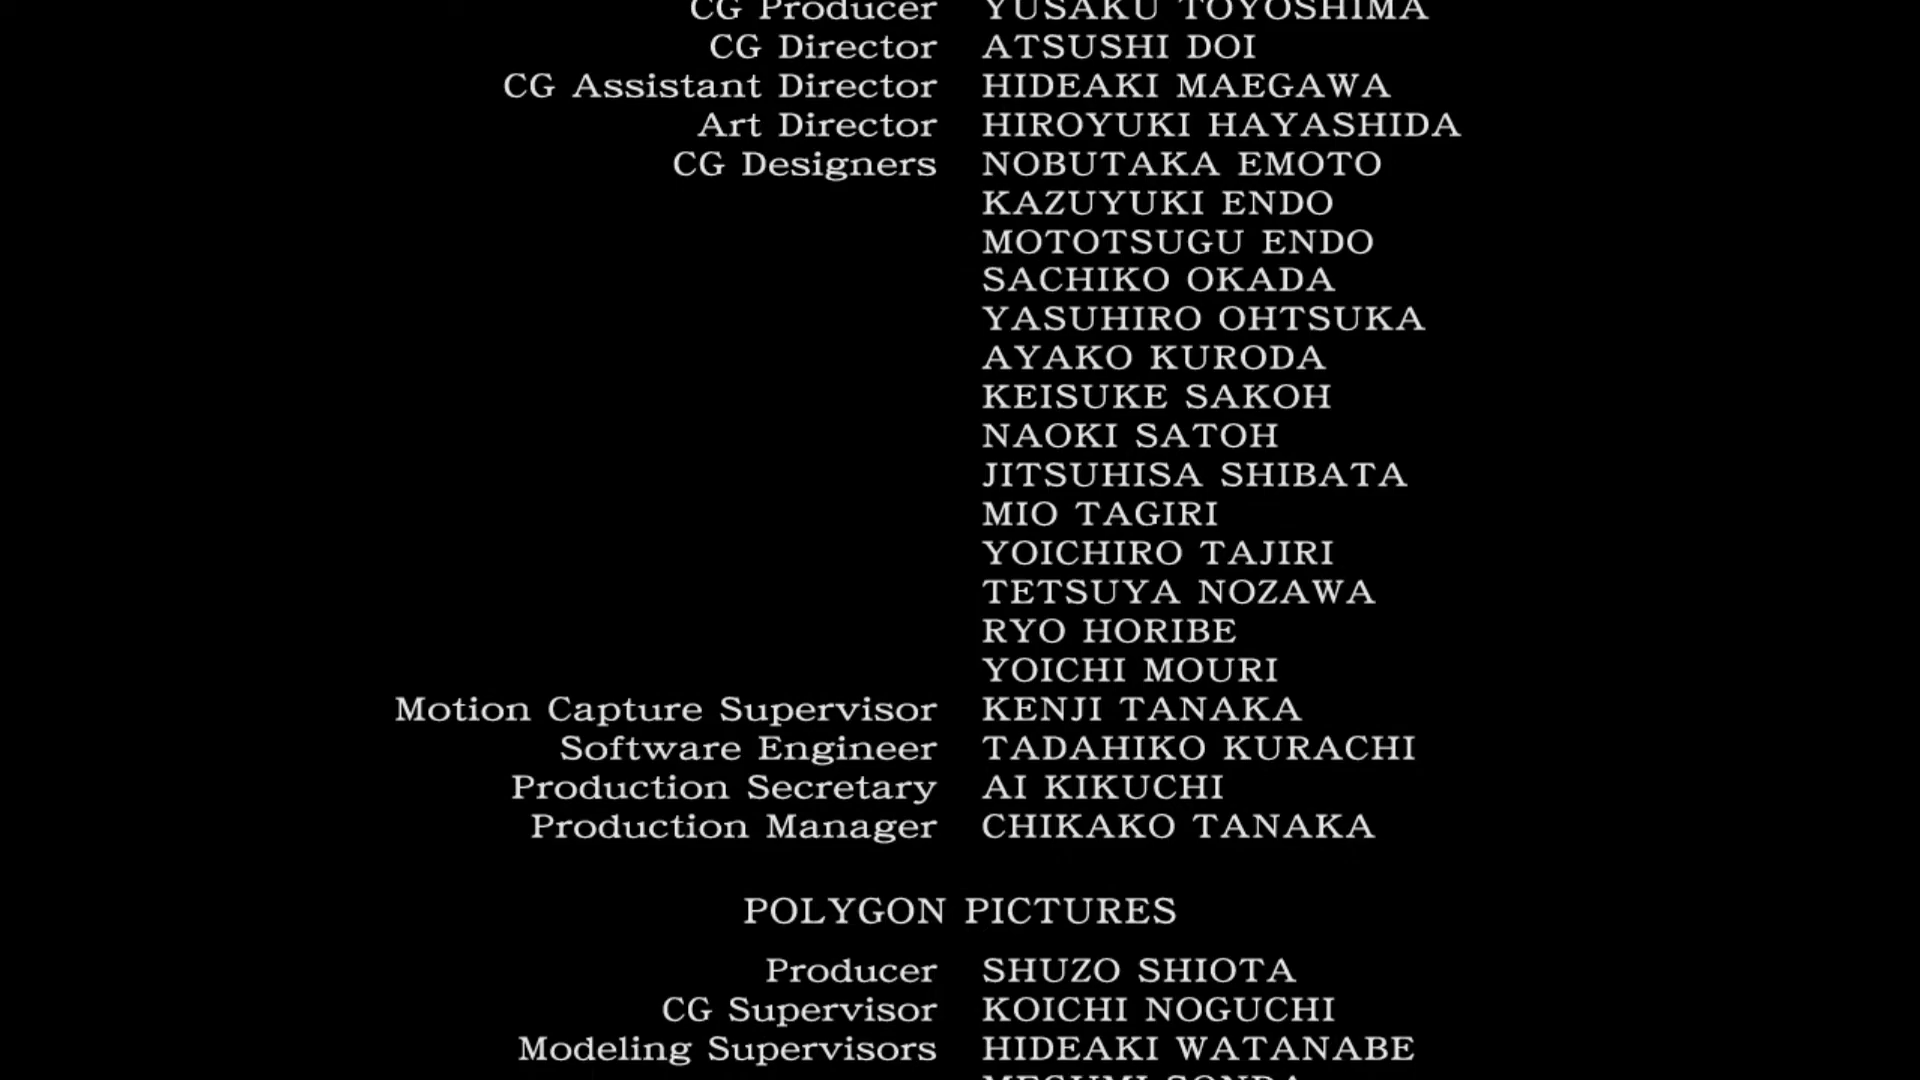 CG Producer YUSAKU TOYOSHIMA
CG Director ATSUSHI DOI
CG Assistant Director HIDEAKI MAEGAWA
Art Director HIROYUKI HAYASHIDA
CG Designers NOBUTAKA EMOTO
KAZUYUKI ENDO
MOTOTSUGU ENDO
SACHIKO OKADA
YASUHIRO OHTSUKA
AYAKO KURODA
KEISUKE SAKOH
NAOKI SATOH
JITSUHISA SHIBATA
MIO TAGIRI
YOICHIRO TAJIRI
TETSUYA NOZAWA
RYO HORIBE
YOICHI MOURI
Motion Capture Supervisor KENJI TANAKA
Software Engineer TADAHIKO KURACHI
Production Secretary AI KIKUCHI
Production Manager CHIKAKO TANAKA
POLYGON PICTURES
Producer SHUZO SHIOTA
CG Supervisor KOICHI NOGUCHI
Modeling Supervisors HIDEAKI WATANABE